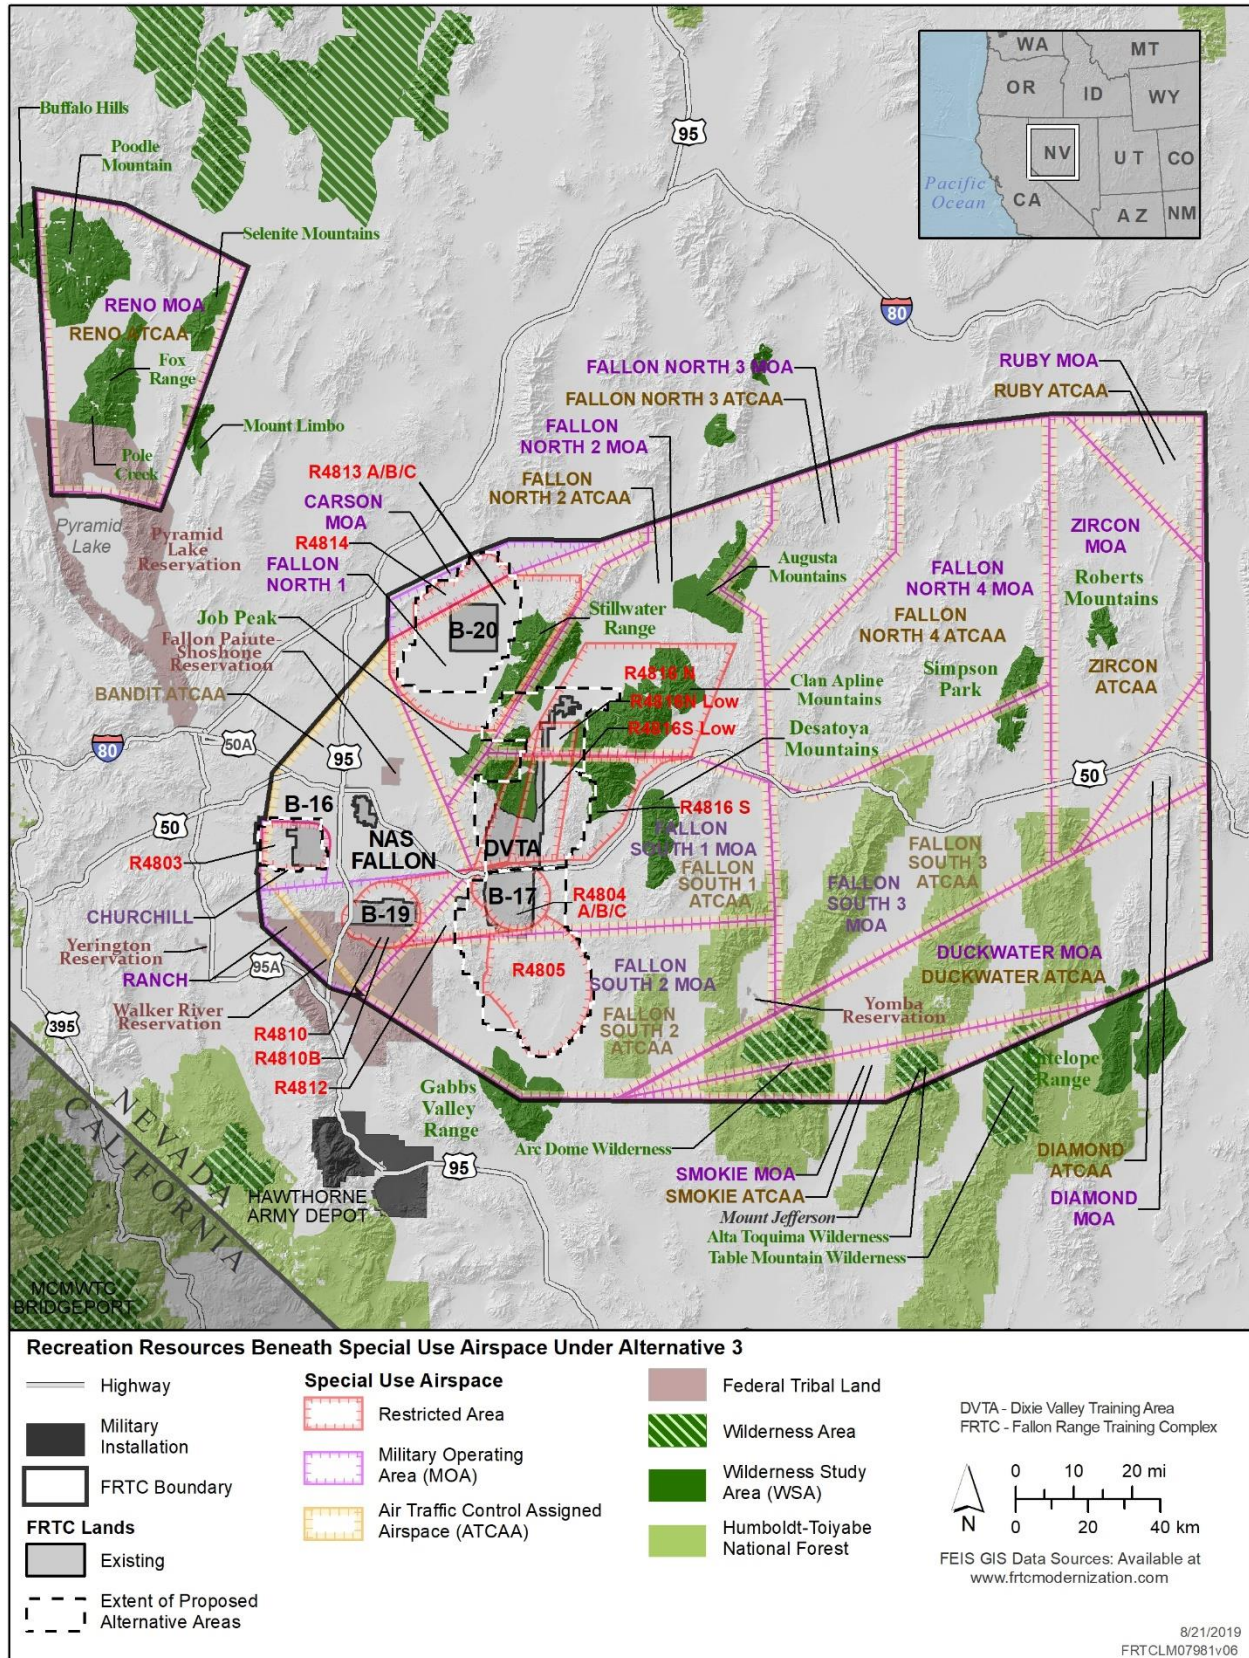 WA
MT
OR
ID
WY
NV
UT
CO
CA
AZ
NM
Pacific
Ocean
Buffalo Hills
Poodle
Mountain
95
Selenite Mountains
RENO MOA
RENO ATCAA
80
Fox
Range
FALLON NORTH 3 MOA
RUBY MOA
FALLON NORTH 3 ATCAA
RUBY ATCAA
Mount Limbo
FALLON
NORTH 2 MOA
Pole
Creek
R4813 A/B/C
FALLON
NORTH 2 ATCAA
CARSON
MOA
Pyramid
Lake
Pyramid
Lake
Reservation
R4814
FALLON
NORTH 1
ZIRCON
MOA
Augusta
Mountains
FALLON
NORTH 4 MOA
Roberts
Mountains
Job Peak
Stillwater
Range
B-20
FALLON
NORTH 4 ATCAA
Fallon Paiute-
Shoshone
Reservation
R4816 N
Clan Apline
Mountains
Simpson
Park
ZIRCON
ATCAA
BANDIT ATCAA
R4816N Low
R4816S Low
Desatoya
Mountains
80
50A
95
50
B-16
R4816 S
50
NAS
FALLON
DVTA
FALLON
SOUTH 1 MOA
FALLON
SOUTH 3
ATCAA
R4803
FALLON
SOUTH 1
ATCAA
FALLON
SOUTH 3
MOA
B-17
R4804
A/B/C
CHURCHILL
B-19
Yerington
Reservation
RANCH
95A
R4805
FALLON
SOUTH 2 MOA
DUCKWATER MOA
DUCKWATER ATCAA
Walker River
Reservation
395
R4810
R4810B
R4812
FALLON
SOUTH 2
ATCAA
Yomba
Reservation
Antelope
Range
Gabbs
Valley
Range
NEVADA
CALIFORNIA
Arc Dome Wilderness
95
SMOKIE MOA
SMOKIE ATCAA
DIAMOND
ATCAA
HAWTHORNE
ARMY DEPOT
Mount Jefferson
DIAMOND
MOA
Alta Toquima Wilderness
Table Mountain Wilderness
MCMWTC
BRIDGEPORT
Recreation Resources Beneath Special Use Airspace Under Alternative 3
Highway
Military
Installation
FRTC Boundary
FRTC Lands
Existing
Extent of Proposed
Alternative Areas
Special Use Airspace
Restricted Area
Military Operating
Area (MOA)
Air Traffic Control Assigned
Airspace (ATCAA)
Federal Tribal Land
Wilderness Area
Wilderness Study
Area (WSA)
Humboldt-Toiyabe
National Forest
DVTA - Dixie Valley Training Area
FRTC - Fallon Range Training Complex
N
0 10 20 mi
0 20 40 km
FEIS GIS Data Sources: Available at
www.frtcmodernization.com
8/21/2019
FRTCLM07981v06